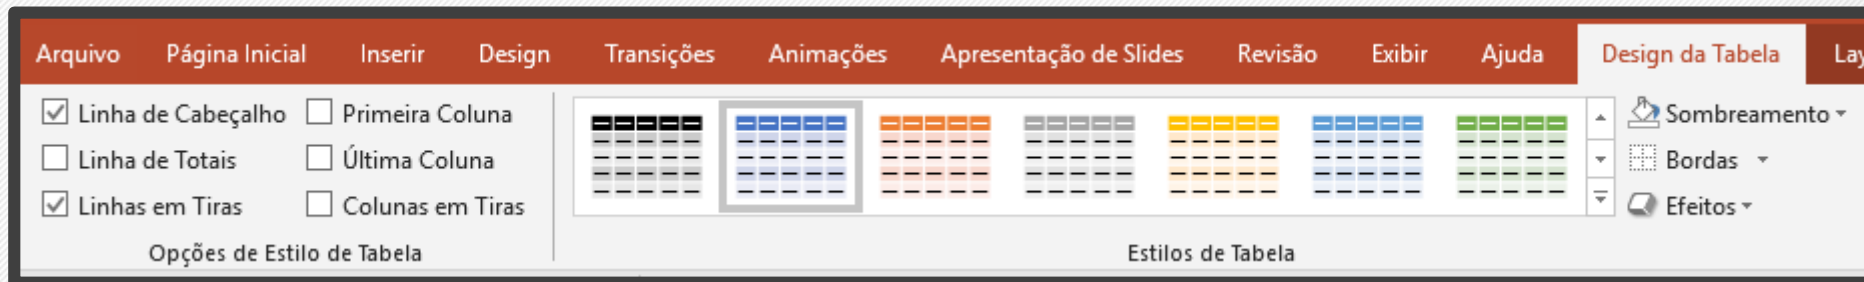 Arquivo Página Inicial Inserir Design Transições Animações Apresentação de Slides Revisão Exibir Ajuda Design da Tabela
Linha de Cabeçalho Primeira Coluna
Linha de Totais Última Coluna
Linhas em Tiras Colunas em Tiras
Opções de Estilo de Tabela
Sombreamento
Bordas
Efeitos
Estilos de Tabela